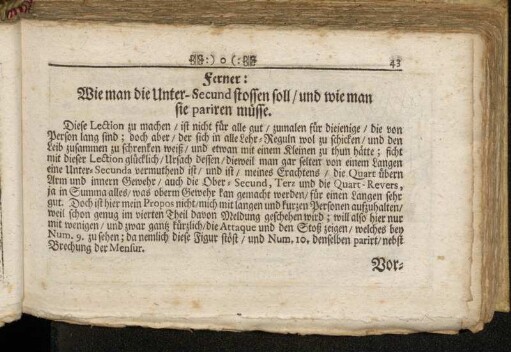 :) o (:
43
Ferner:
Wie man die Unter-Secund stossen soll / und wie man
sie pariren müsse.
Diese Lection zu machen / ist nicht für alle gut / zumalen für diejenige / die von
Person lang sind ; doch aber / der sich in alle Lehr-Reguln wol zu schicken / und den
Leib zusammen zu schrenken weiß / und etwan mit einem Kleinen zu thun hätte ; ficht
mit dieser Lection glücklich / Ursach dessen / dieweil man gar selten von einem Langen
eine Unter-Secunda vermuthend ist / und ist / meines Erachtens / die Quart übern
Arm und innern Gewehr / auch die Ober-Secund, Terz und die Quart-Revers,
ja in Summa alles / was oberm Gewehr kan gemacht werden / für einen Langen sehr
gut. Doch ist hier mein Propos nicht / mich mit langen und kurzen Personen aufzuhalten /
weil schon genug im vierten Theil davon Meldung geschehen wird ; will also hier nur
mit wenigen / und zwar gantz kürzlich / die Attaque und den Stoß zeigen / welches bey
Num. 9. zu sehen ; da nemlich diese Figur stöst / und Num. 10. denselben parirt / nebst
Brechung der Mensur.
Vor-